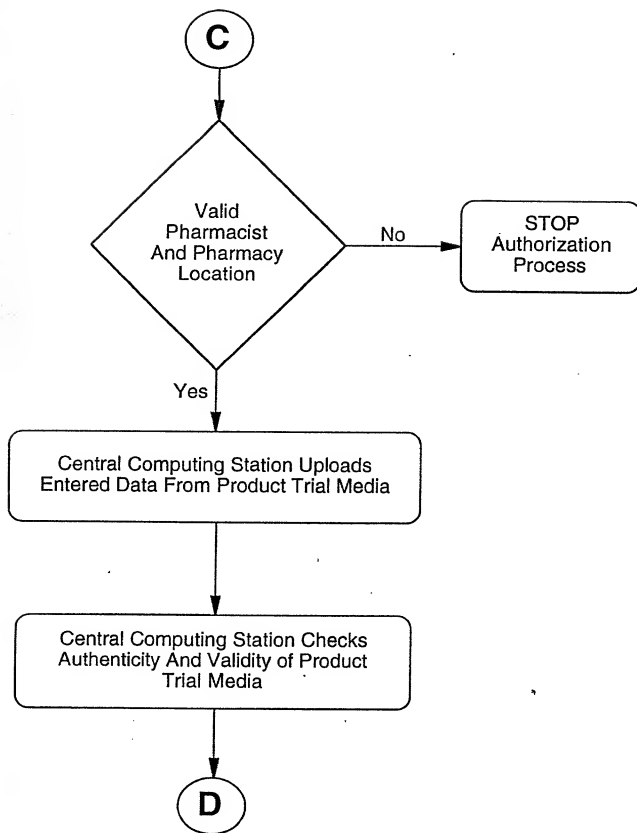 C
Valid
Pharmacist
And Pharmacy
Location
No
STOP
Authorization
Process
Yes
Central Computing Station Uploads
Entered Data From Product Trial Media
Central Computing Station Checks
Authenticity And Validity of Product
Trial Media
D